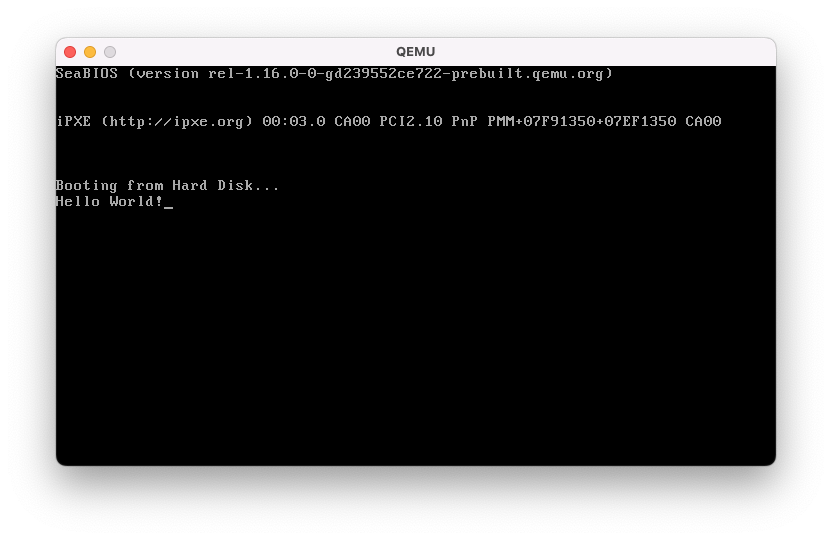 QEMU
SeaBIOS (version rel-1.16.0-0-gd239552ce722-prebuilt.qemu.org)
iPXE (http://ipxe.org) 00:03.0 CA00 PCI2.10 PnP PMM+07F91350+07EF1350 CA00
Booting from Hard Disk...
Hello World!_